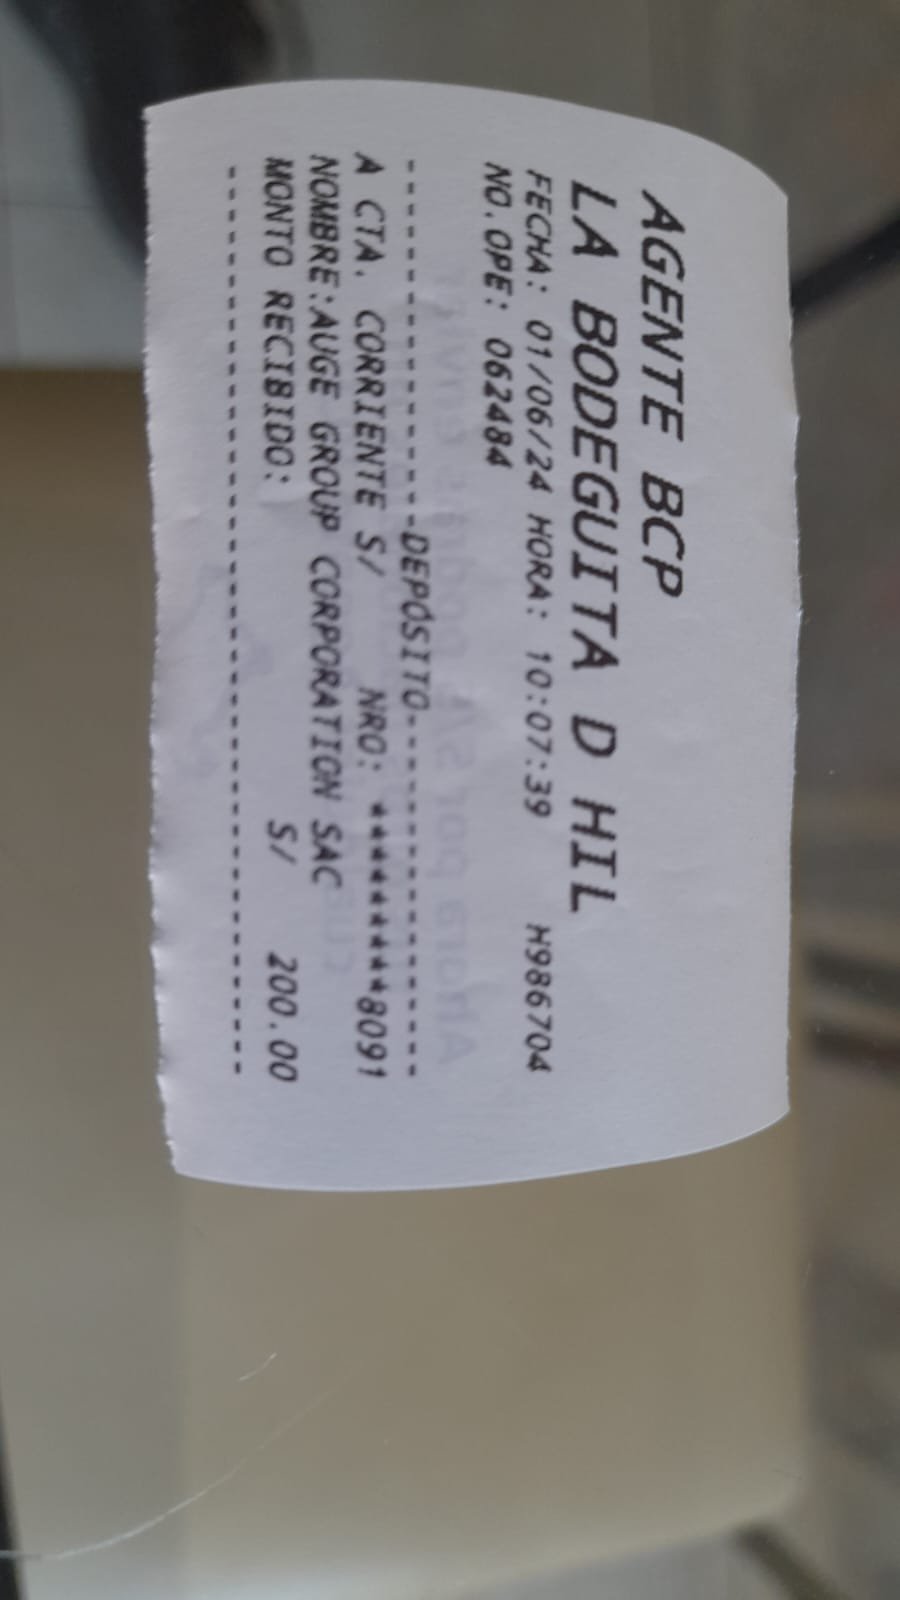 AGENTE BCP
LA BODEGUITA D HIL
FECHA: 01/06/24 HORA: 10:07:39 H986704
NO.OPE: 062484
--------------------DEPOSITO--------------------
A CTA. CORRIENTE S/ NRO: **********8091
NOMBRE:AUGE GROUP CORPORATION SAC
MONTO RECIBIDO: S/ 200.00
------------------------------------------------